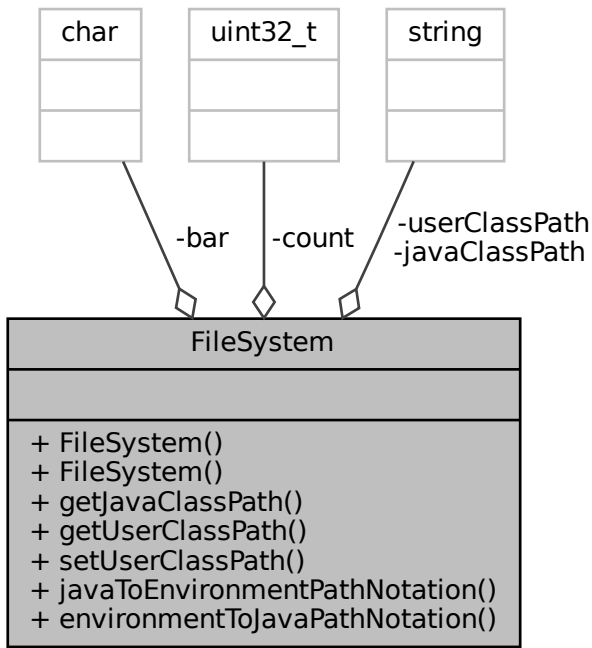 char
uint32_t
string
-bar
-count
-userClassPath
-javaClassPath
FileSystem
+ FileSystem()
+ FileSystem()
+ getJavaClassPath()
+ getUserClassPath()
+ setUserClassPath()
+ javaToEnvironmentPathNotation()
+ environmentToJavaPathNotation()